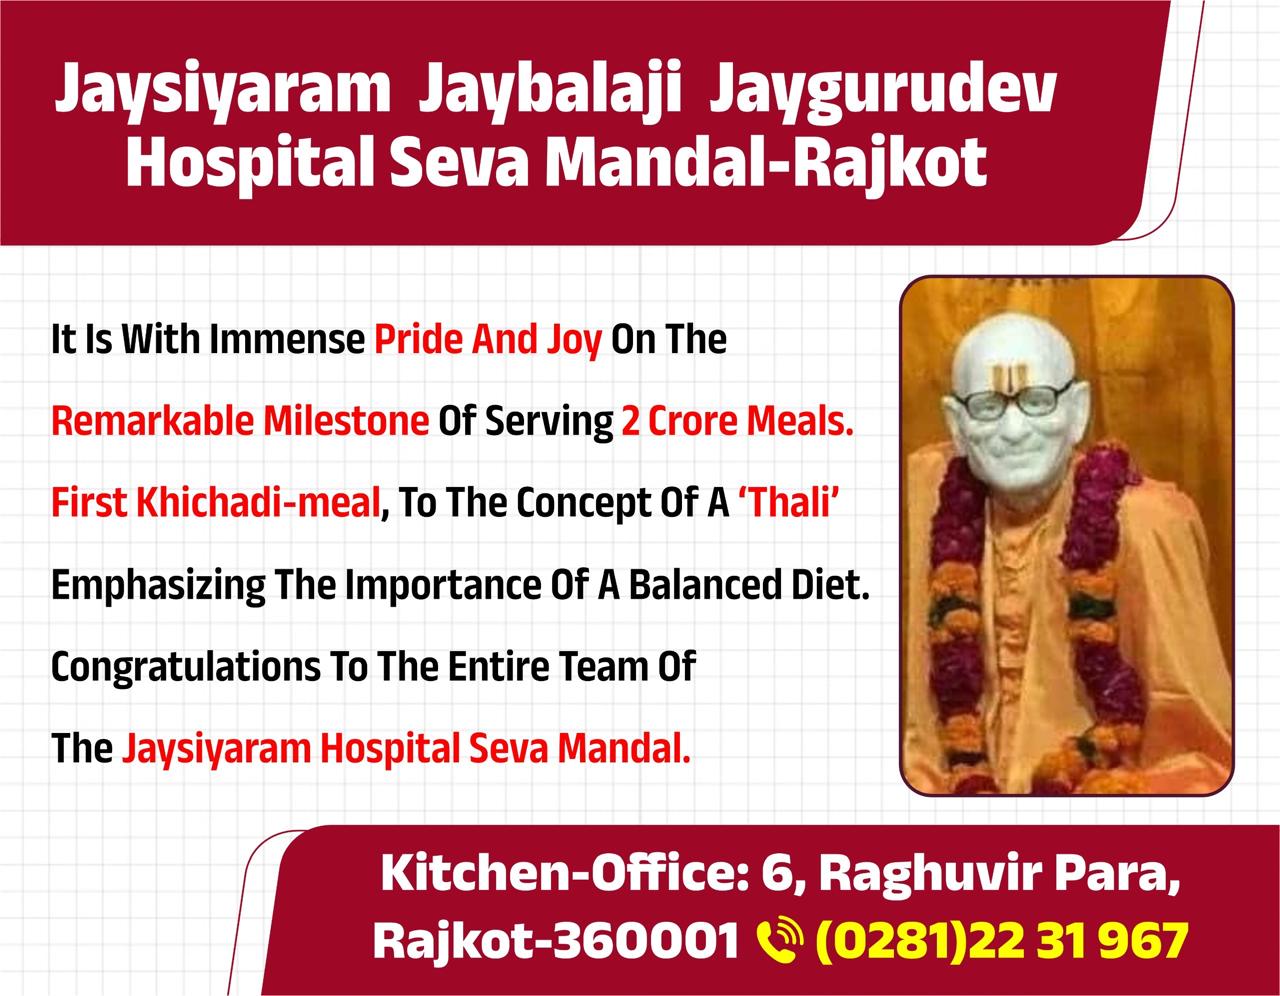 Jaysiyaram Jaybalaji Jaygurudev
Hospital Seva Mandal-Rajkot
It Is With Immense Pride And Joy On The
Remarkable Milestone Of Serving 2 Crore Meals.
First Khichadi-meal, To The Concept Of A ‘Thali’
Emphasizing The Importance Of A Balanced Diet.
Congratulations To The Entire Team Of
The Jaysiyaram Hospital Seva Mandal.
Kitchen-Office: 6, Raghuvir Para,
Rajkot-360001 (0281)22 31 967